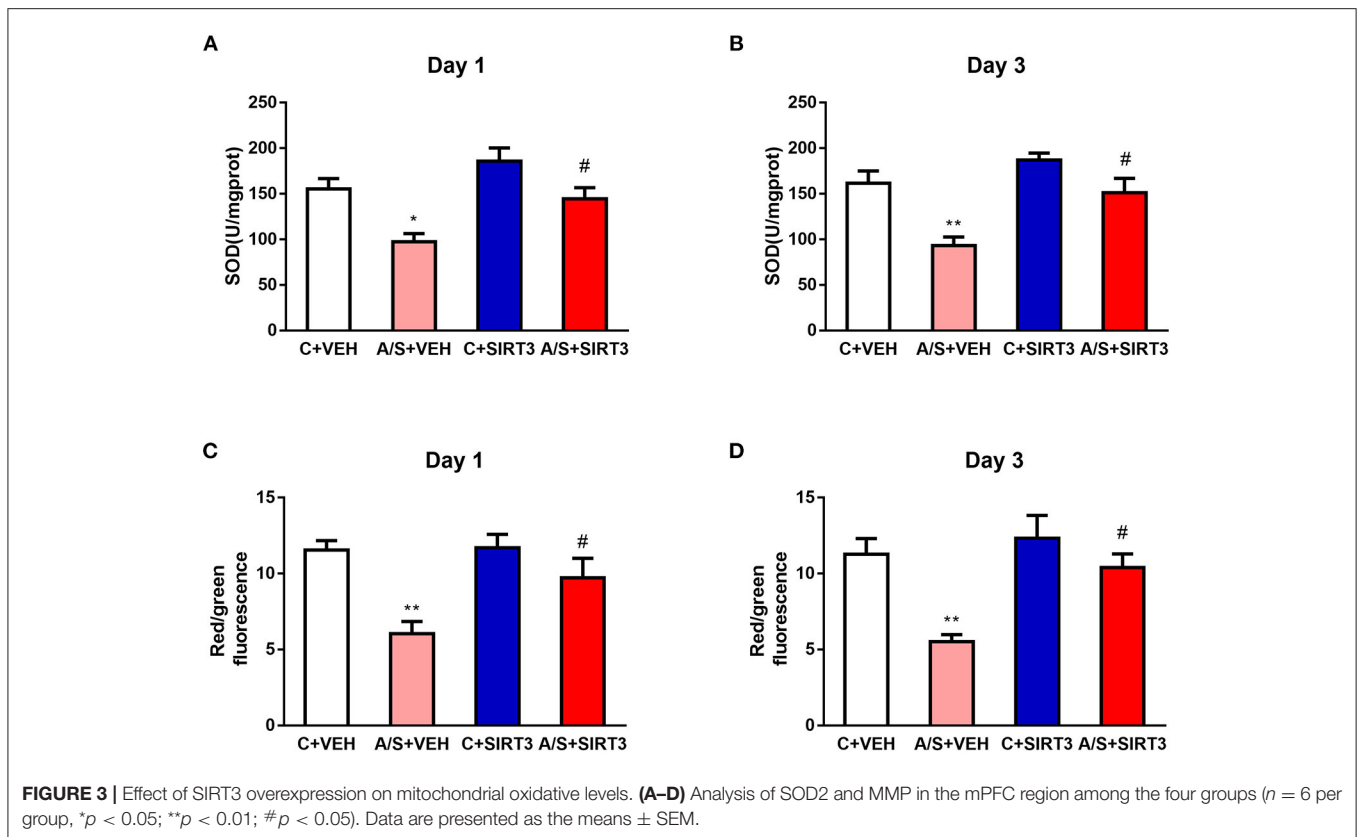 A
Day 1
250
200
150
100
50
0
SOD(U/mgprot)
*
#
C+VEH A/S+VEH C+SIRT3 A/S+SIRT3
B
Day 3
250
200
150
100
50
0
SOD(U/mgprot)
**
#
C+VEH A/S+VEH C+SIRT3 A/S+SIRT3
C
Day 1
15
10
5
0
Red/green
fluorescence
**
#
C+VEH A/S+VEH C+SIRT3 A/S+SIRT3
D
Day 3
15
10
5
0
Red/green
fluorescence
**
#
C+VEH A/S+VEH C+SIRT3 A/S+SIRT3
FIGURE 3 | Effect of SIRT3 overexpression on mitochondrial oxidative levels. (A–D) Analysis of SOD2 and MMP in the mPFC region among the four groups (n = 6 per
group, *p < 0.05; **p < 0.01; #p < 0.05). Data are presented as the means ± SEM.